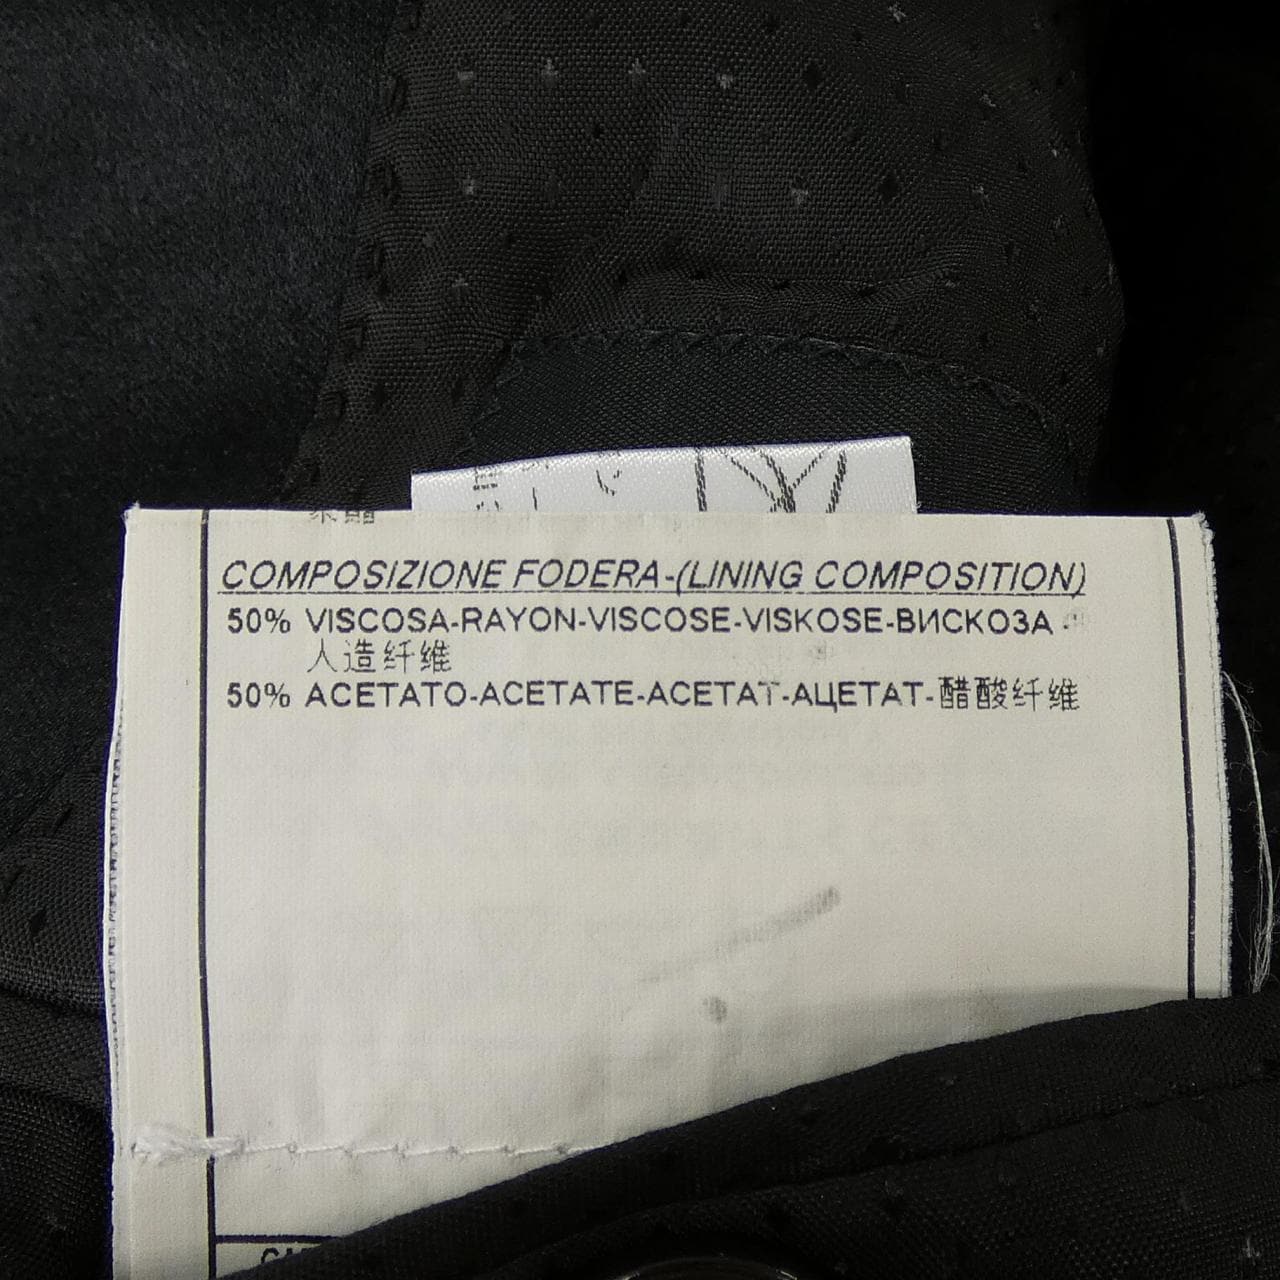 COMPOSIZIONE FODERA-(LINING COMPOSITION)
50% VISCOSA-RAYON-VISCOSE-VISKOSE-ВИСКОЗА-
人造纤维
50% ACETATO-ACETATE-ACETAT-АЦЕТАТ-醋酸纤维